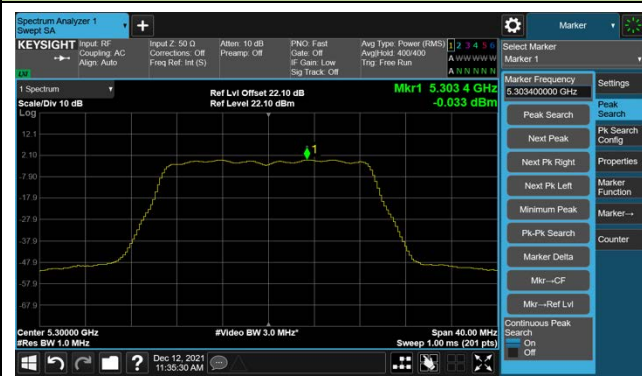 Spectrum Analyzer 1
Swept SA
Marker
KEYSIGHT Input: RF
Coupling: AC
Align: Auto
Input Z: 50 Ω
Corrections: Off
Freq Ref: Int (S)
Atten: 10 dB
Preamp: Off
PNO: Fast
Gate: Off
IF Gain: Low
Sig Track: Off
Avg Type: Power (RMS)
Avg|Hold: 400/400
Trig: Free Run
1 2 3 4 5 6
A W W W W W
A N N N N N
LXI
Select Marker
Marker 1
1 Spectrum
Scale/Div 10 dB
Log
Ref Lvl Offset 22.10 dB
Ref Level 22.10 dBm
Mkr1 5.303 4 GHz
-0.033 dBm
12.1
2.10
-7.90
-17.9
-27.9
-37.9
-47.9
-57.9
-67.9
1
Center 5.30000 GHz
#Res BW 1.0 MHz
#Video BW 3.0 MHz*
Span 40.00 MHz
Sweep 1.00 ms (201 pts)
Marker Frequency
5.303400000 GHz
Peak Search
Next Peak
Next Pk Right
Next Pk Left
Minimum Peak
Pk-Pk Search
Marker Delta
Mkr→CF
Mkr→Ref Lvl
Continuous Peak
Search
On
Off
Settings
Peak
Search
Pk Search
Config
Properties
Marker
Function
Marker→
Counter
Dec 12, 2021
11:35:30 AM